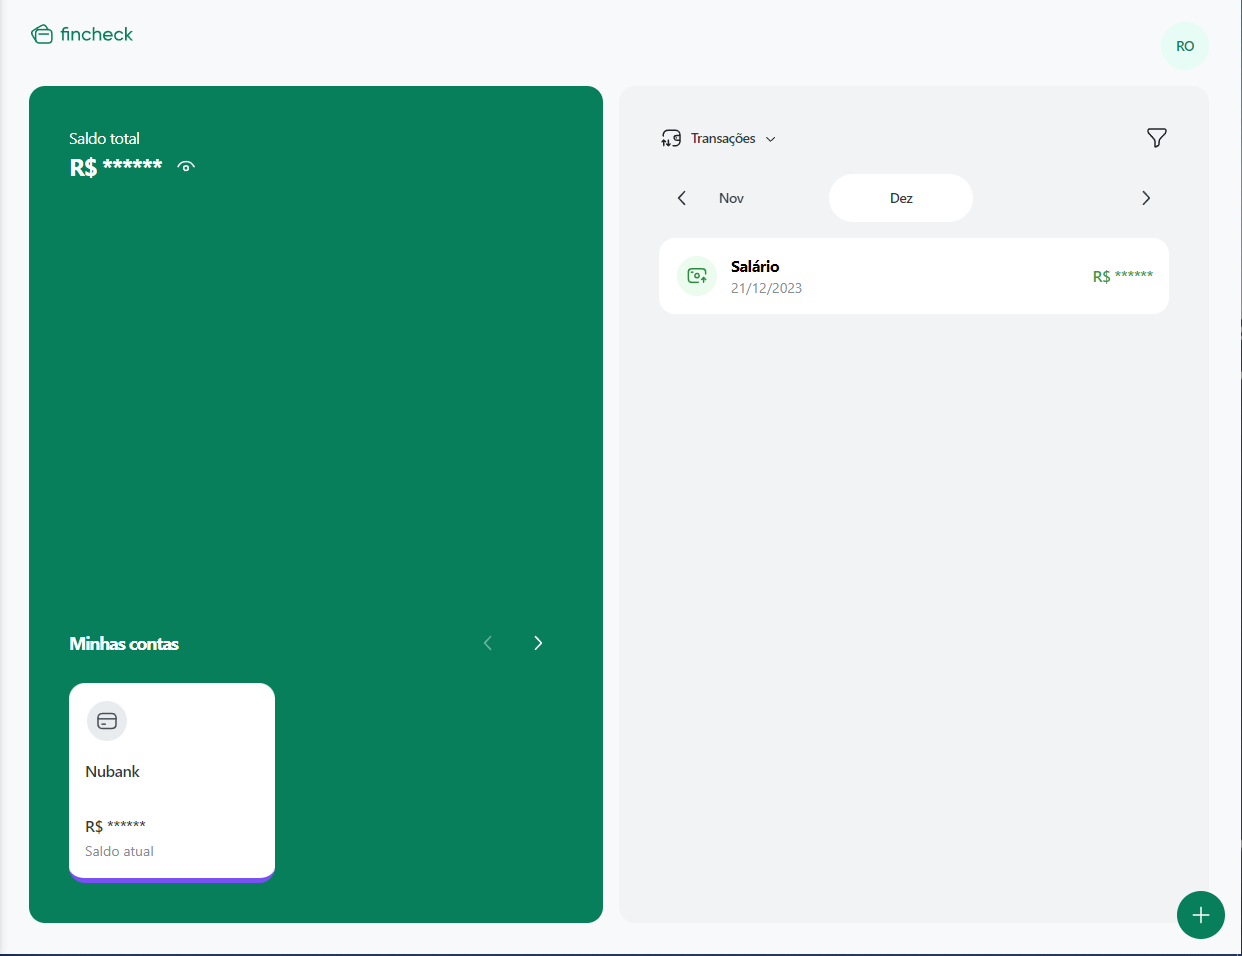 fincheck
RO
Saldo total
R$ ******
Minhas contas
Nubank
R$ ******
Saldo atual
Transações
Nov
Dez
Salário
21/12/2023
R$ ******